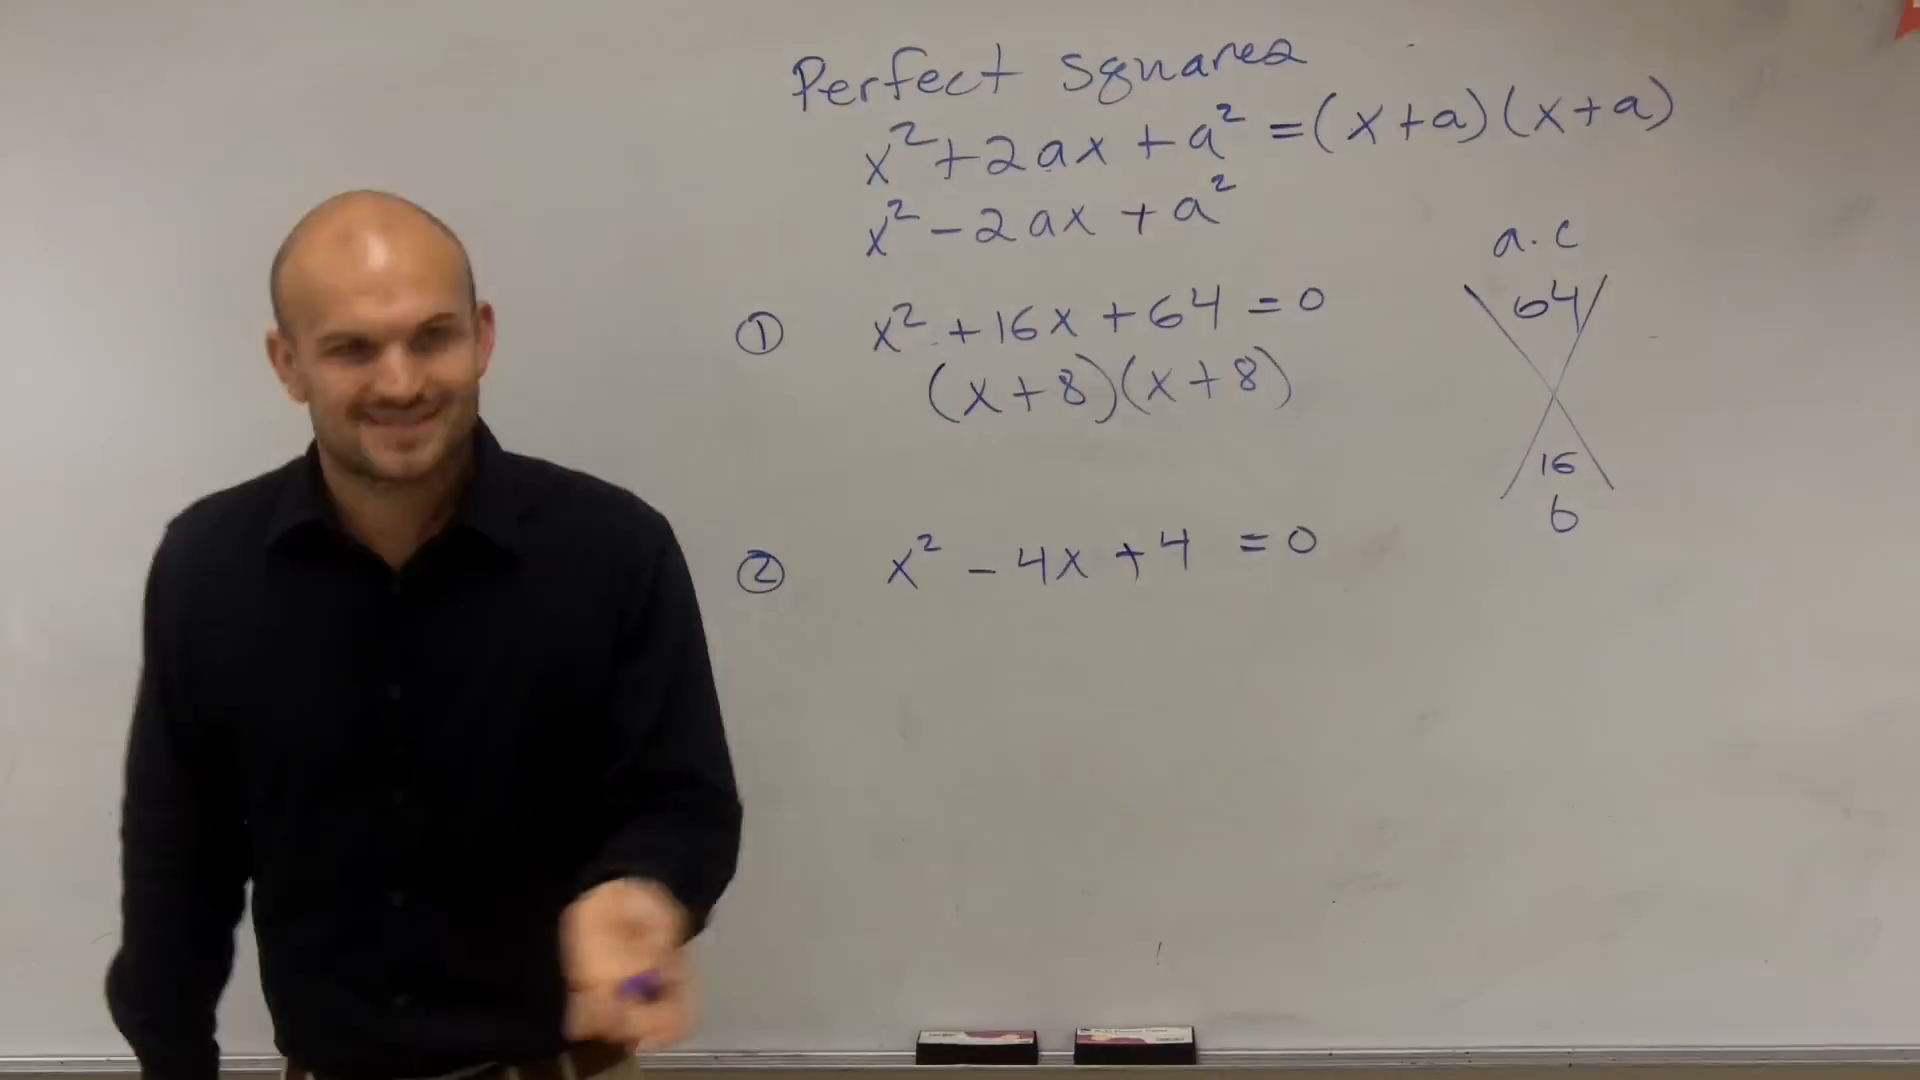 Perfect squares
x² + 2ax + a² = (x + a)(x + a)
x² - 2ax + a²
① x² + 16x + 64 = 0
(x + 8)(x + 8)
② x² - 4x + 4 = 0
a · c
64
16
b